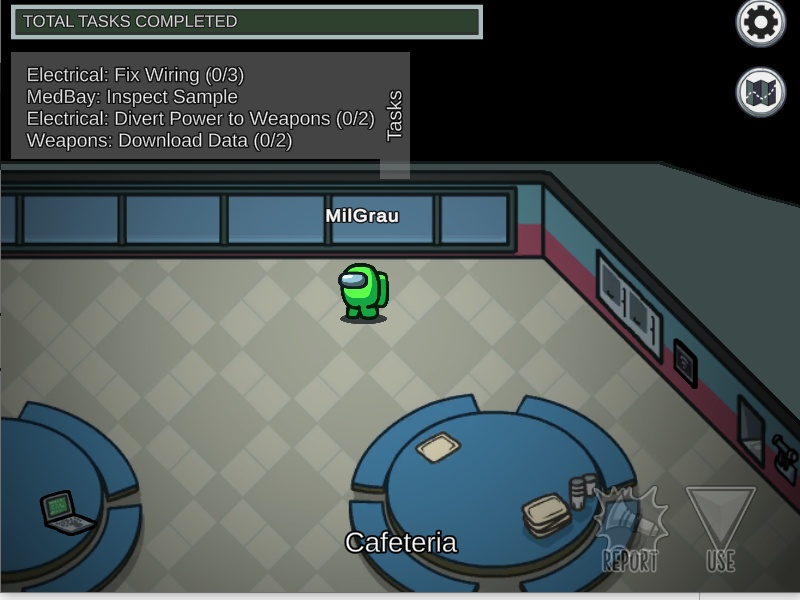 TOTAL TASKS COMPLETED
Electrical: Fix Wiring (0/3)
MedBay: Inspect Sample
Electrical: Divert Power to Weapons (0/2)
Weapons: Download Data (0/2)
Tasks
MilGrau
Cafeteria
REPORT
USE